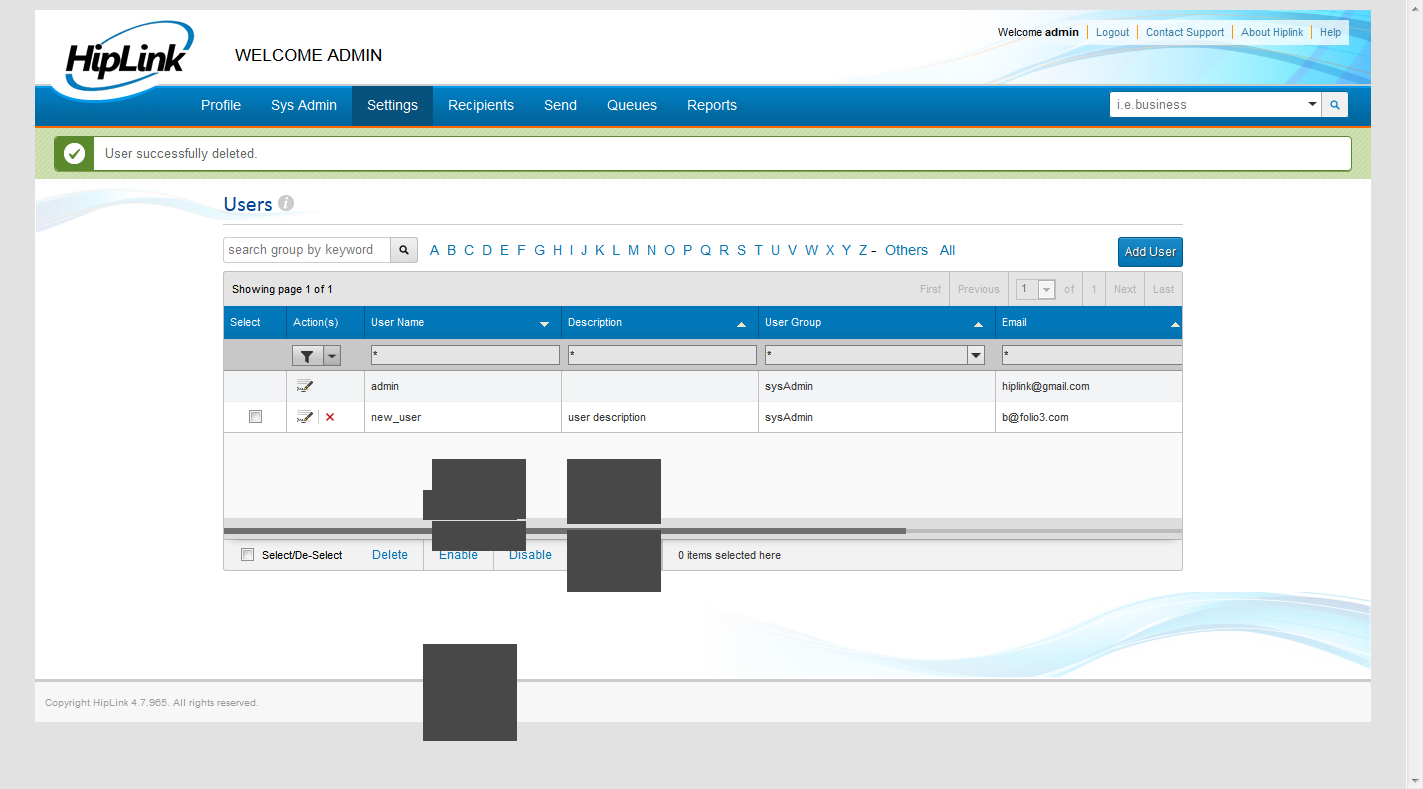 HipLink
WELCOME ADMIN
Welcome admin Logout Contact Support About Hiplink Help
Profile Sys Admin Settings Recipients Send Queues Reports
i.e.business
User successfully deleted.
Users i
search group by keyword A B C D E F G H I J K L M N O P Q R S T U V W X Y Z - Others All
Add User
Showing page 1 of 1 First Previous 1 of 1 Next Last
Select Action(s) User Name Description User Group Email
* * * *
admin sysAdmin hiplink@gmail.com
new_user user description sysAdmin b@folio3.com
Select/De-Select Delete Enable Disable 0 items selected here
Copyright HipLink 4.7.965. All rights reserved.